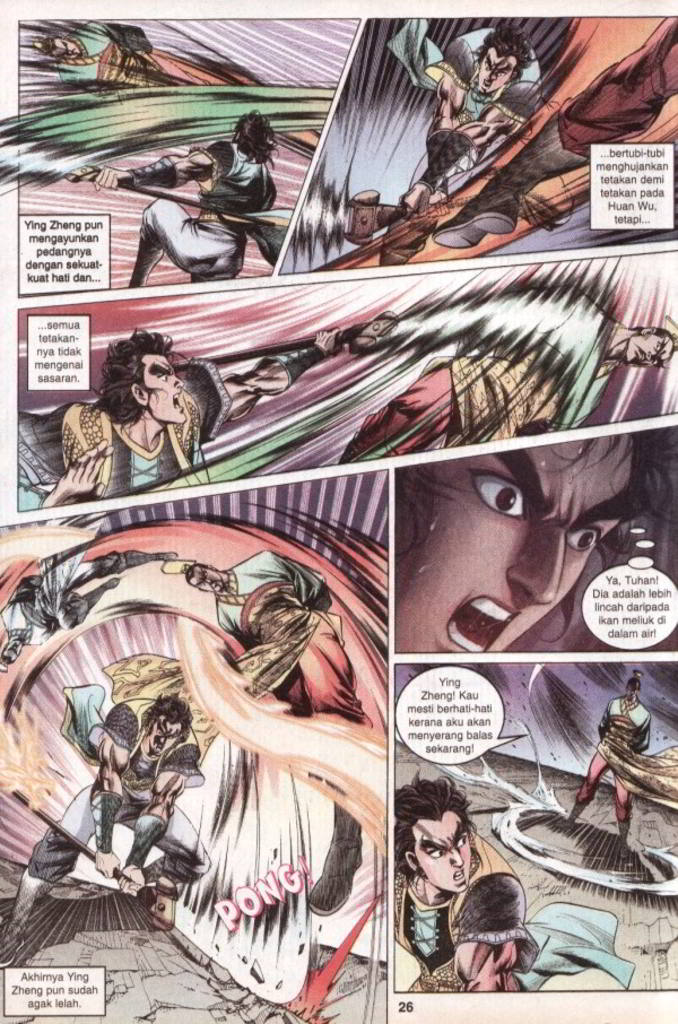 Ying Zheng pun
mengayunkan
pedangnya
dengan sekuat-
kuat hati dan...
...bertubi-tubi
menghujankan
tetakan demi
tetakan pada
Huan Wu,
tetapi...
...semua
tetakan-
nya tidak
mengenai
sasaran.
Ya, Tuhan!
Dia adalah lebih
lincah daripada
ikan meliuk di
dalam air!
PONG!
Akhirnya Ying
Zheng pun sudah
agak lelah.
Ying
Zheng! Kau
mesti berhati-hati
kerana aku akan
menyerang balas
sekarang!
26